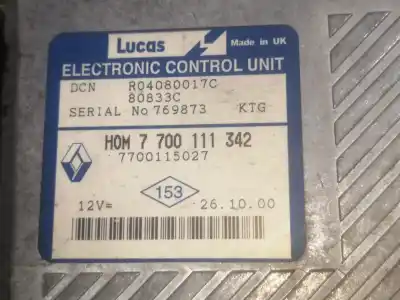 Lucas Made in UK
ELECTRONIC CONTROL UNIT
DCN R04080017C
80833C
SERIAL No 769873 KTG
HOM 7 700 111 342
7700115027
153
12V= 26.10.00